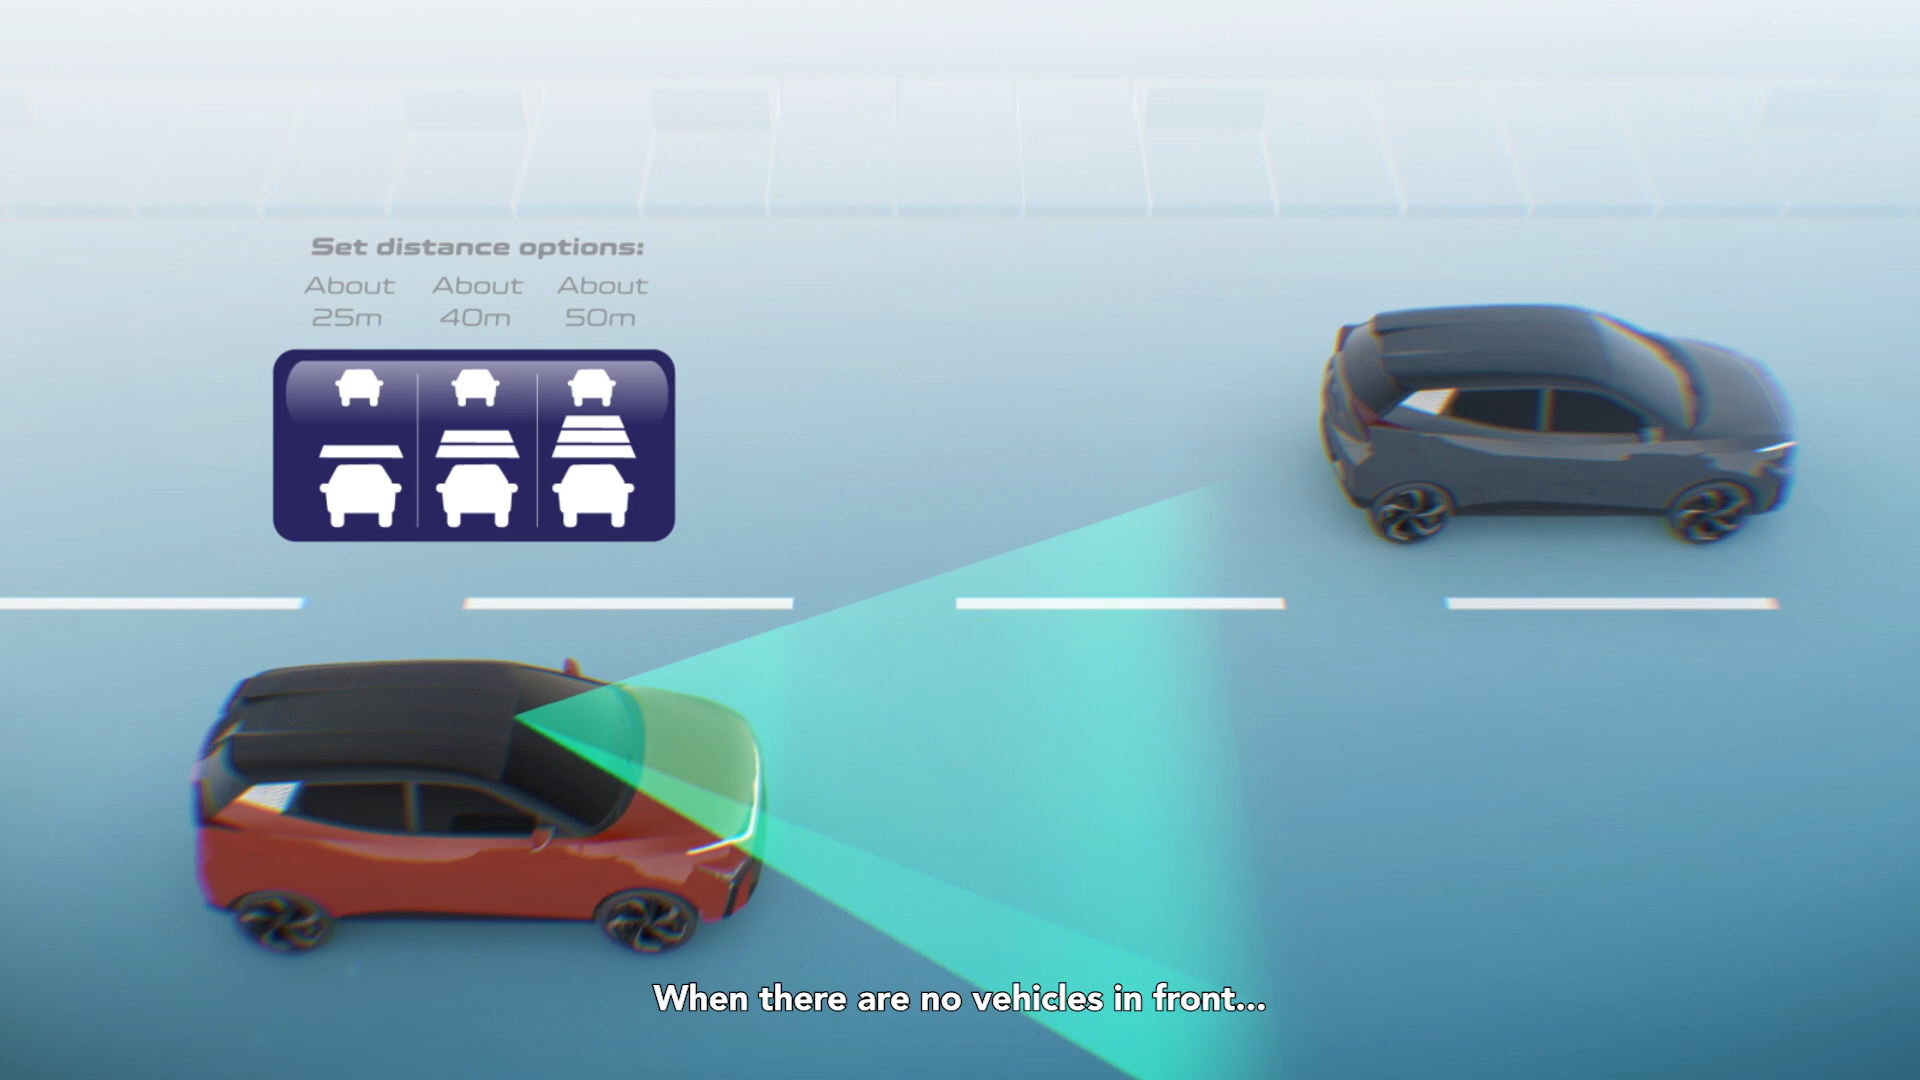 Set distance options:
About About About
25m 40m 50m
When there are no vehicles in front...